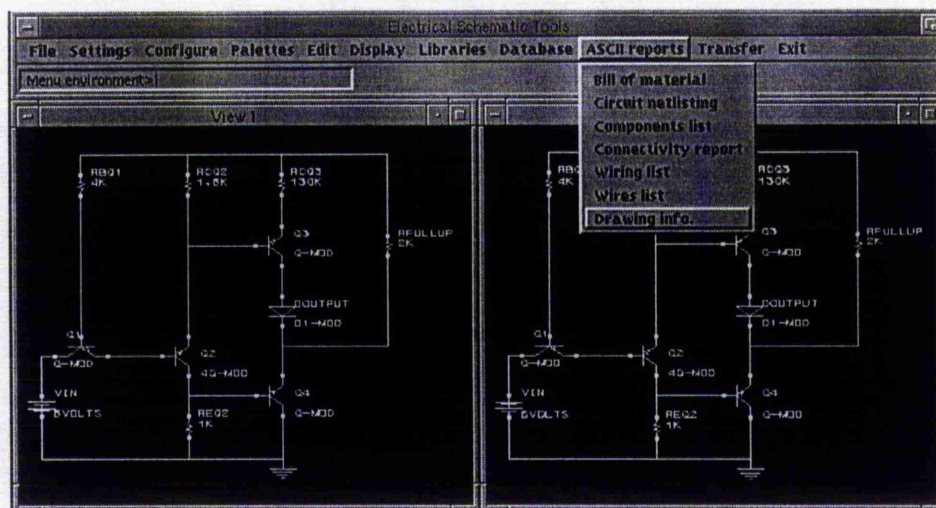 Electrical Schematic Tools
File Settings Configure Palettes Edit Display Libraries Database ASCII reports Transfer Exit
Menu environment>
Bill of material
Circuit netlisting
Components list
Connectivity report
Wiring list
Wires list
Drawing info.
View 1
RBQ1
4K
RCQ2
1.6K
RCQ3
130K
RPULLUP
2K
Q3
Q-MOD
DOUTPUT
D1-MOD
Q1
Q-MOD
Q2
4Q-MOD
VIN
5VOLTS
REQ2
1K
Q4
Q-MOD
4K
130K
RPULLUP
2K
Q3
Q-MOD
DOUTPUT
D1-MOD
Q1
Q-MOD
Q2
4Q-MOD
VIN
5VOLTS
REQ2
1K
Q4
Q-MOD